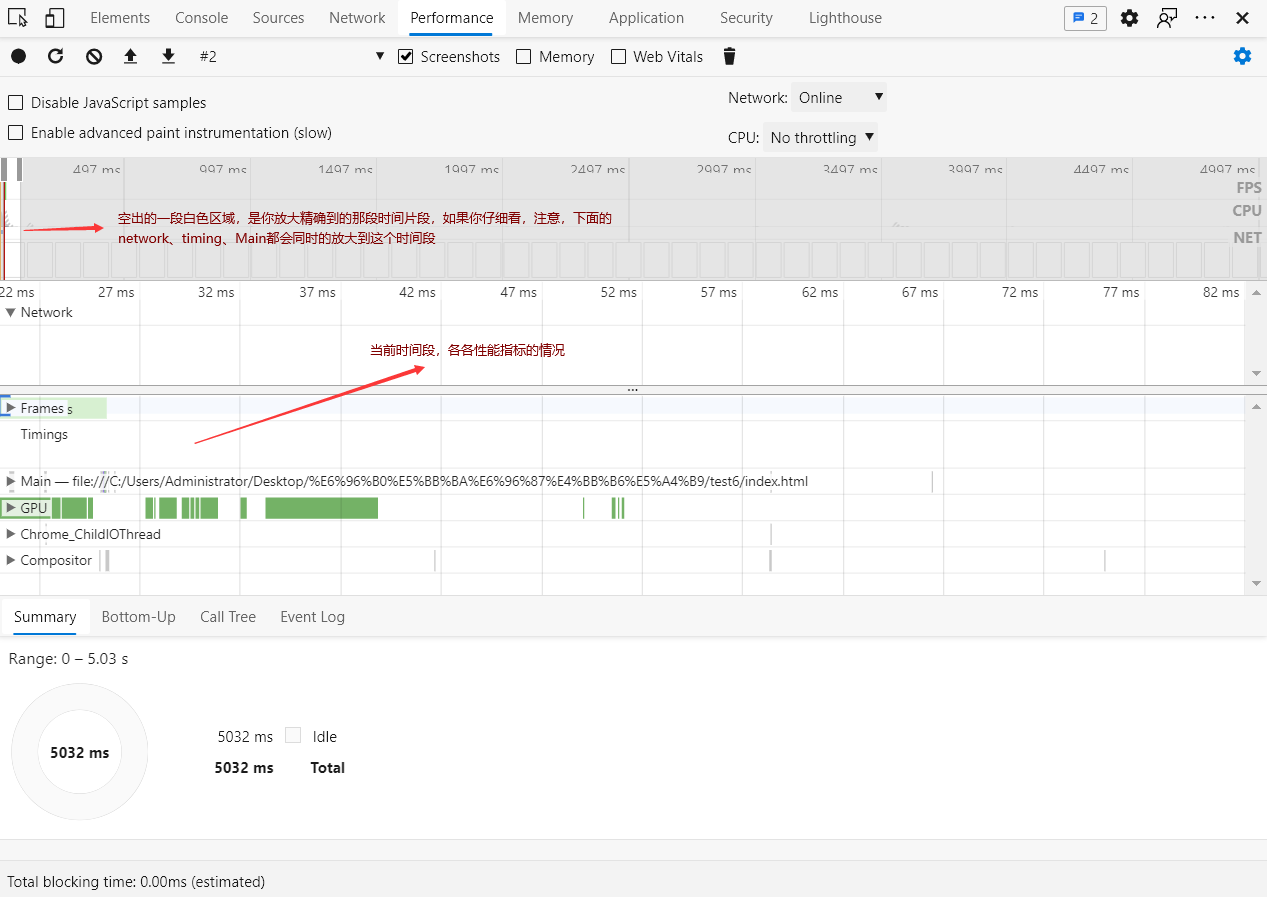 Elements Console Sources Network Performance Memory Application Security Lighthouse 2
#2 Screenshots Memory Web Vitals
Disable JavaScript samples
Network: Online
Enable advanced paint instrumentation (slow)
CPU: No throttling
497 ms 997 ms 1497 ms 1997 ms 2497 ms 2997 ms 3497 ms 3997 ms 4497 ms 4997 ms
FPS
CPU
NET
空出的一段白色区域，是你放大精确到的那段时间片段，如果你仔细看，注意，下面的
network、timing、Main都会同时的放大到这个时间段
22 ms 27 ms 32 ms 37 ms 42 ms 47 ms 52 ms 57 ms 62 ms 67 ms 72 ms 77 ms 82 ms
Network
当前时间段，各各性能指标的情况
Frames s
Timings
Main — file:///C:/Users/Administrator/Desktop/%E6%96%B0%E5%BB%BA%E6%96%87%E4%BB%B6%E5%A4%B9/test6/index.html
GPU
Chrome_ChildIOThread
Compositor
Summary Bottom-Up Call Tree Event Log
Range: 0 – 5.03 s
5032 ms
5032 ms Idle
5032 ms Total
Total blocking time: 0.00ms (estimated)